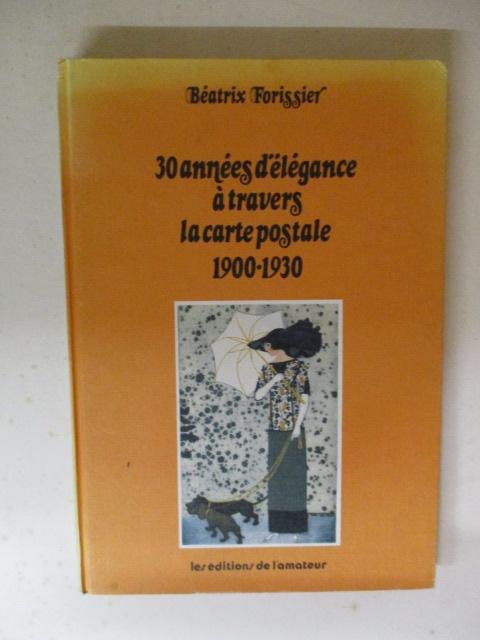 Béatrix Forissier
30 années d'élégance
à travers
la carte postale
1900-1930
les éditions de l'amateur